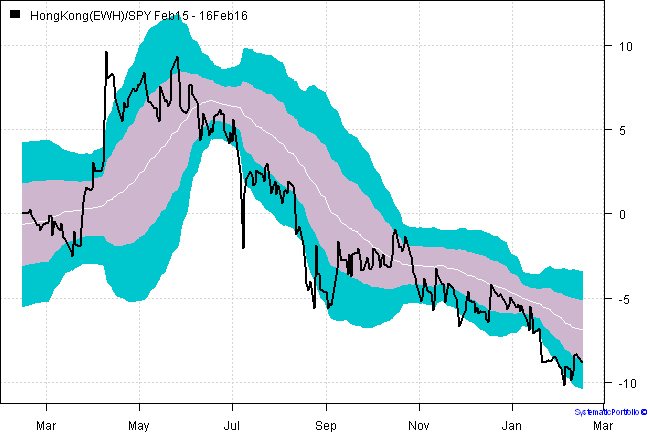 HongKong(EWH)/SPY Feb15 - 16Feb16
10
5
0
-5
-10
SystematicPortfolio ©
Mar May Jul Sep Nov Jan Mar